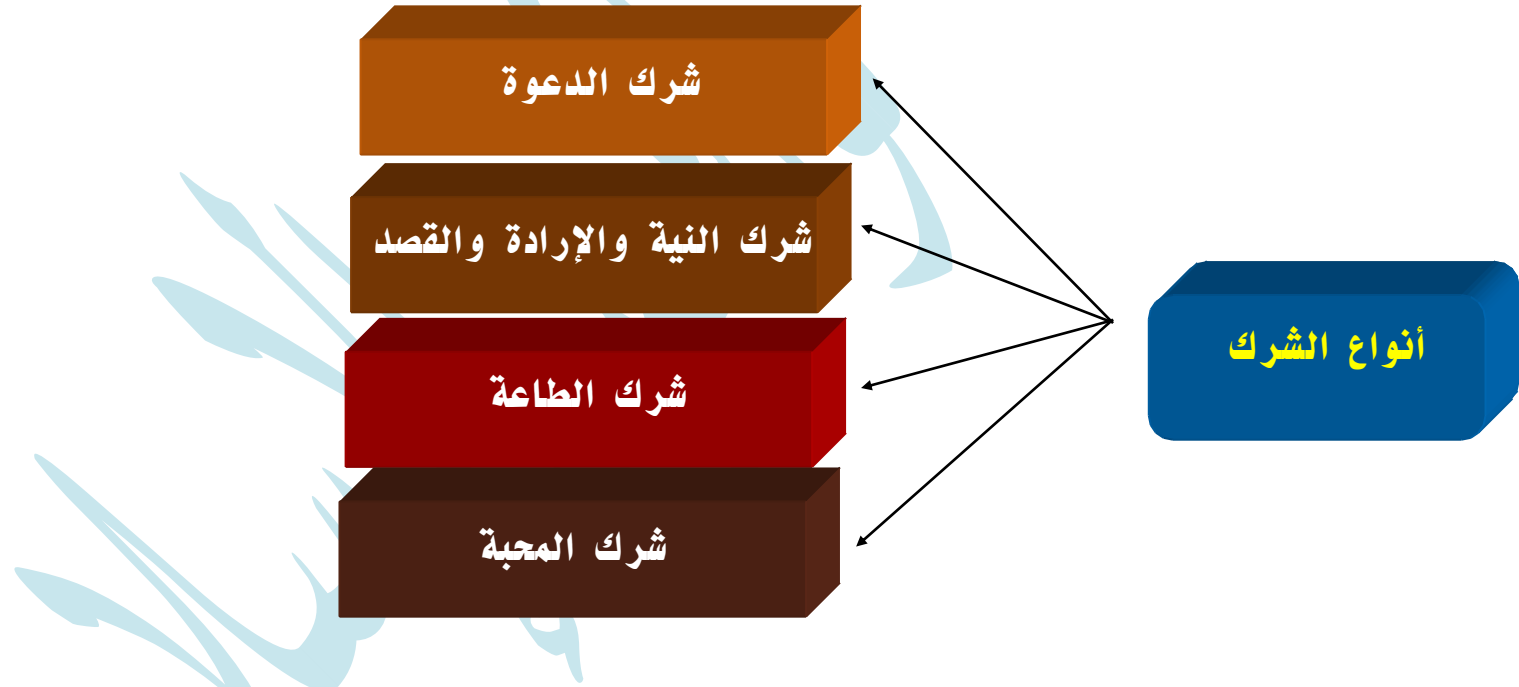 أنواع الشرك
شرك الدعوة
شرك النية والإرادة والقصد
شرك الطاعة
شرك المحبة